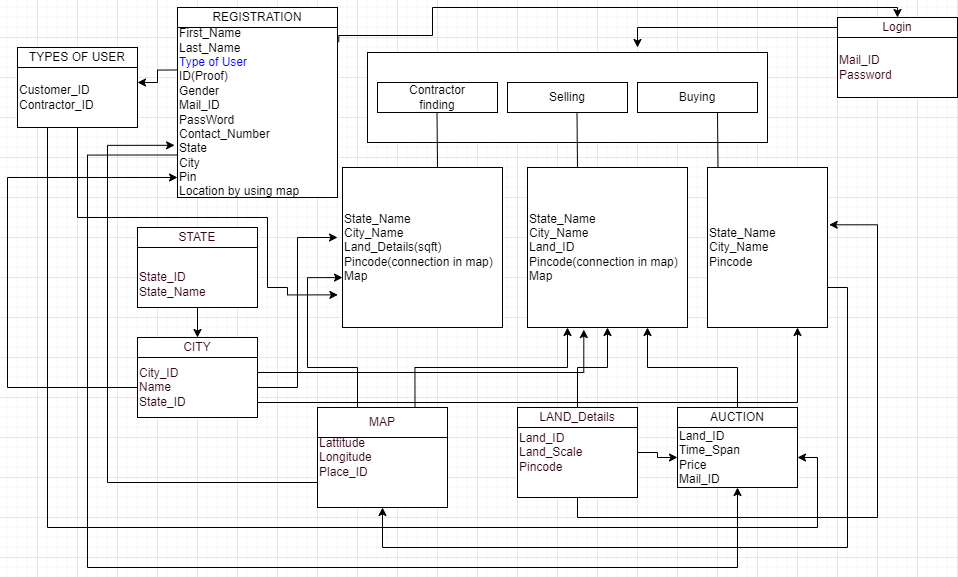 REGISTRATION
First_Name
Last_Name
Type of User
ID(Proof)
Gender
Mail_ID
PassWord
Contact_Number
State
City
Pin
Location by using map
Login
Mail_ID
Password
TYPES OF USER
Customer_ID
Contractor_ID
Contractor
finding
Selling
Buying
State_Name
City_Name
Land_Details(sqft)
Pincode(connection in map)
Map
State_Name
City_Name
Land_ID
Pincode(connection in map)
Map
State_Name
City_Name
Pincode
STATE
State_ID
State_Name
CITY
City_ID
Name
State_ID
MAP
Lattitude
Longitude
Place_ID
LAND_Details
Land_ID
Land_Scale
Pincode
AUCTION
Land_ID
Time_Span
Price
Mail_ID